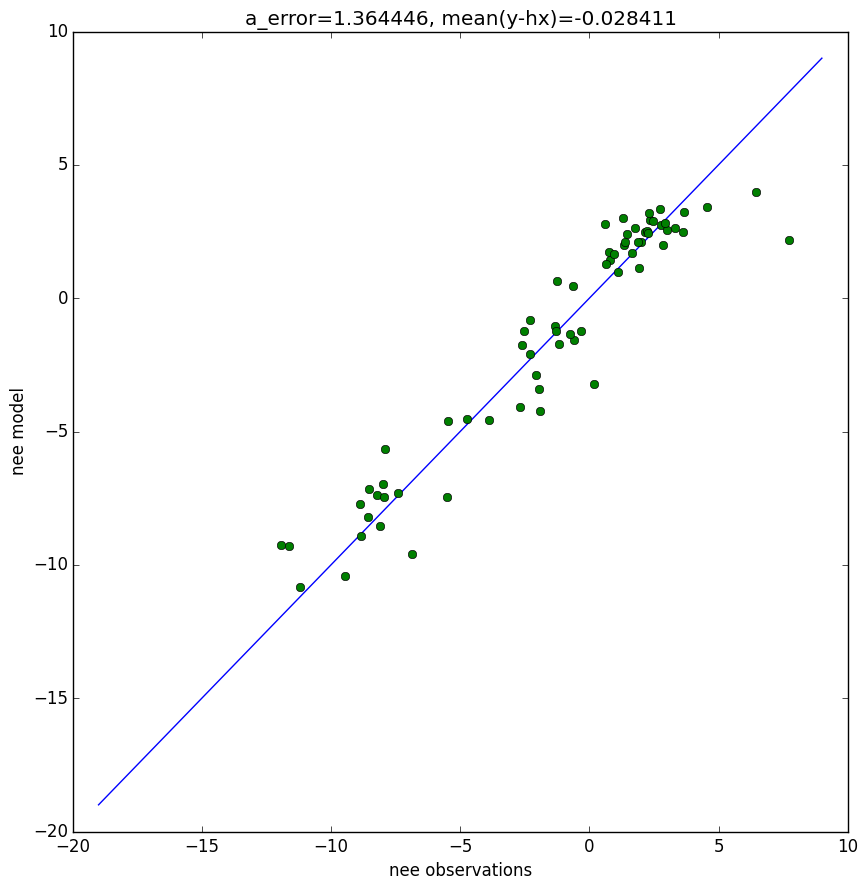 a_error=1.364446, mean(y-hx)=-0.028411
10
5
0
−5
−10
−15
−20
nee model
−20 −15 −10 −5 0 5 10
nee observations